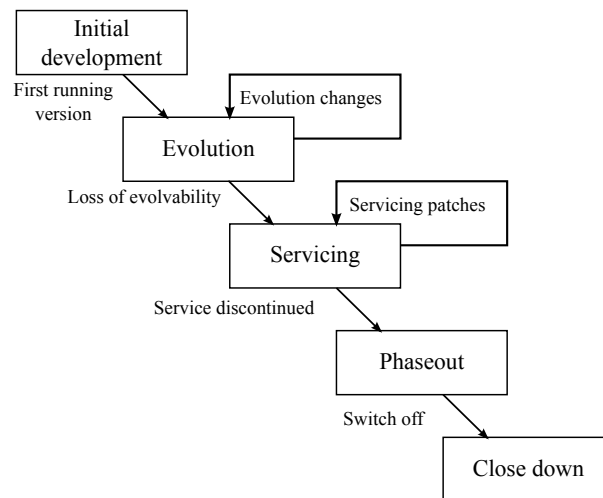 Initial
development
First running
version
Evolution changes
Evolution
Loss of evolvability
Servicing patches
Servicing
Service discontinued
Phaseout
Switch off
Close down